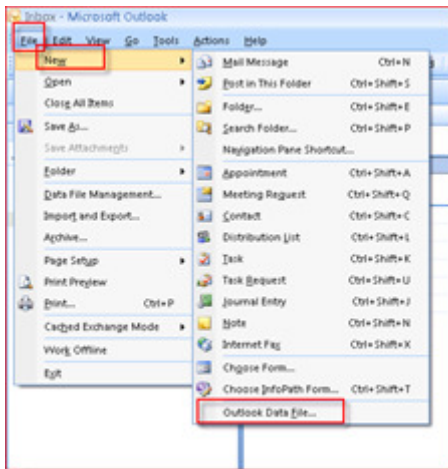 Inbox - Microsoft Outlook
File Edit View Go Tools Actions Help
New
Open
Close All Items
Save As...
Save Attachments
Folder
Data File Management...
Import and Export...
Archive...
Page Setup
Print Preview
Print... Ctrl+P
Cached Exchange Mode
Work Offline
Exit
Mail Message Ctrl+N
Post in This Folder Ctrl+Shift+S
Folder... Ctrl+Shift+E
Search Folder... Ctrl+Shift+P
Navigation Pane Shortcut...
Appointment Ctrl+Shift+A
Meeting Request Ctrl+Shift+Q
Contact Ctrl+Shift+C
Distribution List Ctrl+Shift+L
Task Ctrl+Shift+K
Task Request Ctrl+Shift+U
Journal Entry Ctrl+Shift+J
Note Ctrl+Shift+N
Internet Fax Ctrl+Shift+X
Choose Form...
Choose InfoPath Form... Ctrl+Shift+T
Outlook Data File...